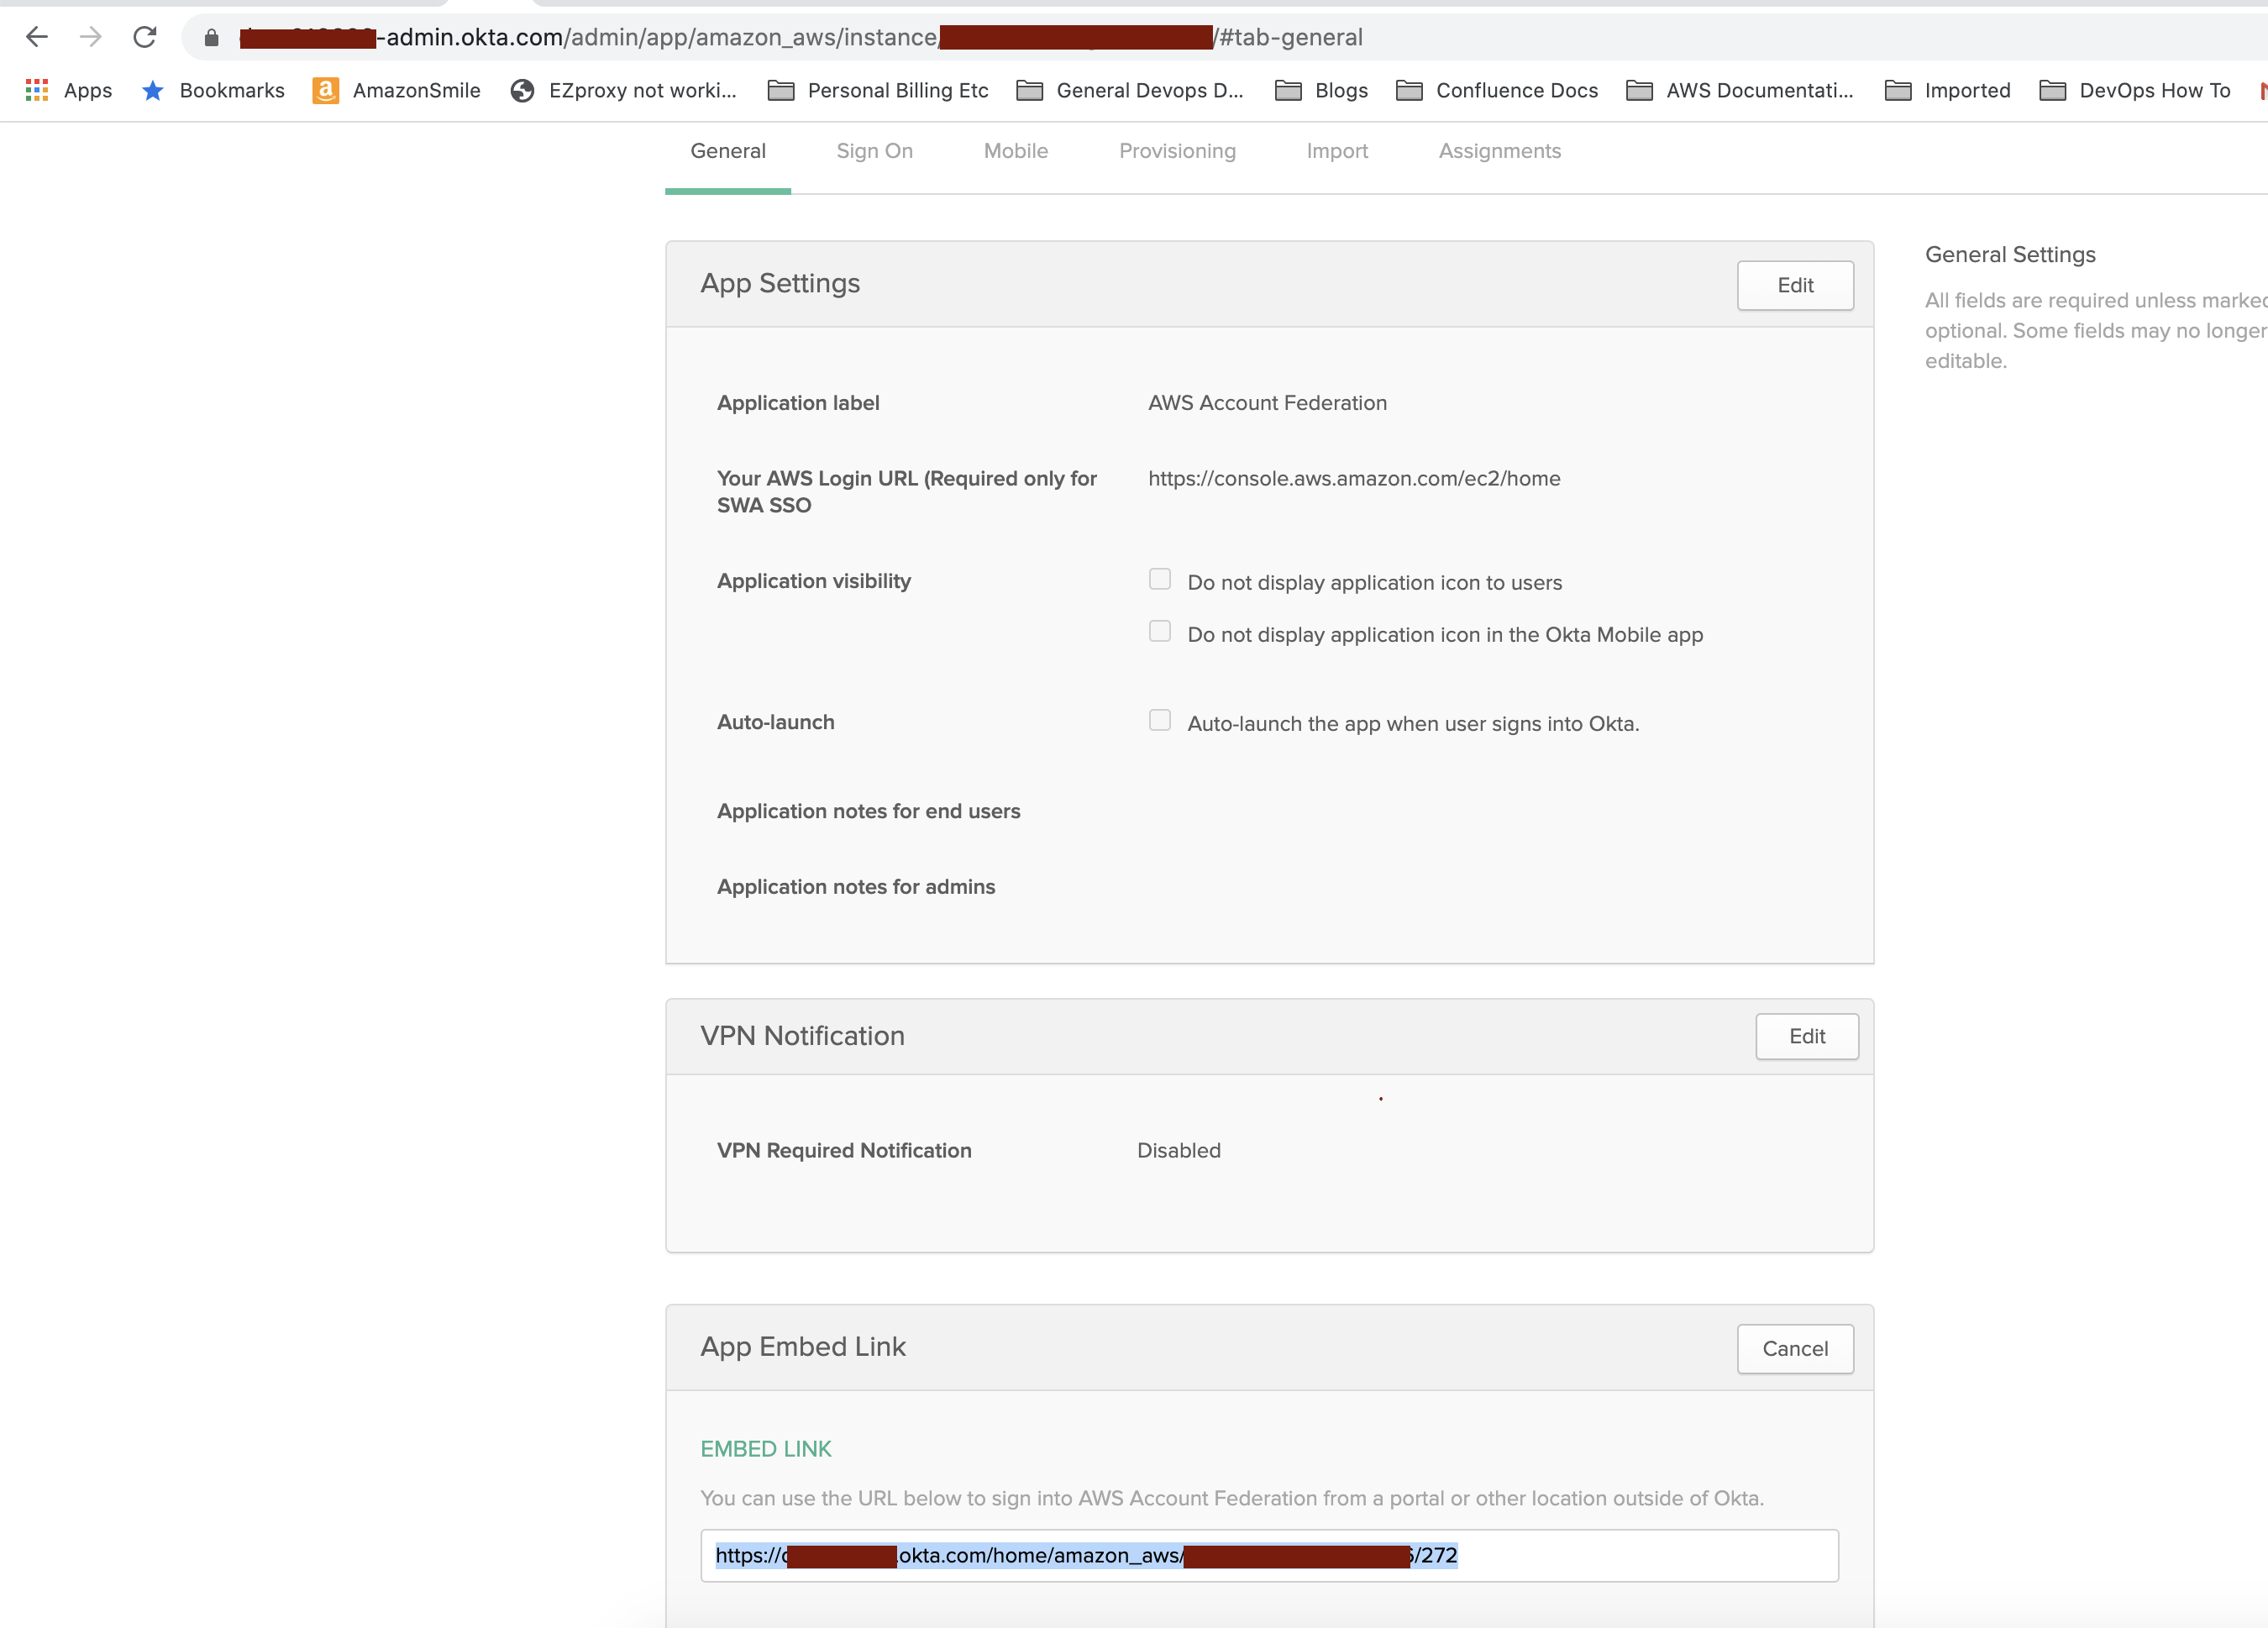 -admin.okta.com/admin/app/amazon_aws/instance/ /#tab-general
Apps Bookmarks AmazonSmile EZproxy not worki... Personal Billing Etc General Devops D... Blogs Confluence Docs AWS Documentati... Imported DevOps How To
General Sign On Mobile Provisioning Import Assignments
App Settings
Edit
General Settings
All fields are required unless marked
optional. Some fields may no longer
editable.
Application label
AWS Account Federation
Your AWS Login URL (Required only for
SWA SSO
https://console.aws.amazon.com/ec2/home
Application visibility
Do not display application icon to users
Do not display application icon in the Okta Mobile app
Auto-launch
Auto-launch the app when user signs into Okta.
Application notes for end users
Application notes for admins
VPN Notification
Edit
VPN Required Notification
Disabled
App Embed Link
Cancel
EMBED LINK
You can use the URL below to sign into AWS Account Federation from a portal or other location outside of Okta.
https:// .okta.com/home/amazon_aws/ /272